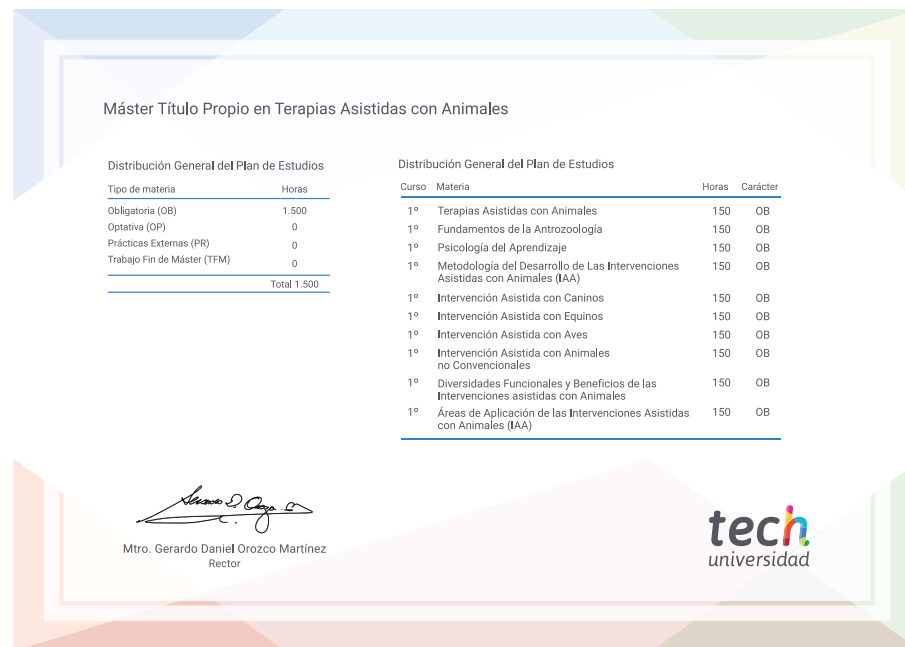 Máster Título Propio en Terapias Asistidas con Animales
Distribución General del Plan de Estudios
Tipo de materia Horas
Obligatoria (OB) 1.500
Optativa (OP) 0
Prácticas Externas (PR) 0
Trabajo Fin de Máster (TFM) 0
Total 1.500
Distribución General del Plan de Estudios
Curso Materia Horas Carácter
1º Terapias Asistidas con Animales 150 OB
1º Fundamentos de la Antrozoología 150 OB
1º Psicología del Aprendizaje 150 OB
1º Metodología del Desarrollo de Las Intervenciones 150 OB
Asistidas con Animales (IAA)
1º Intervención Asistida con Caninos 150 OB
1º Intervención Asistida con Equinos 150 OB
1º Intervención Asistida con Aves 150 OB
1º Intervención Asistida con Animales 150 OB
no Convencionales
1º Diversidades Funcionales y Beneficios de las 150 OB
Intervenciones asistidas con Animales
1º Áreas de Aplicación de las Intervenciones Asistidas 150 OB
con Animales (IAA)
Mtro. Gerardo Daniel Orozco Martínez
Rector
tech
universidad